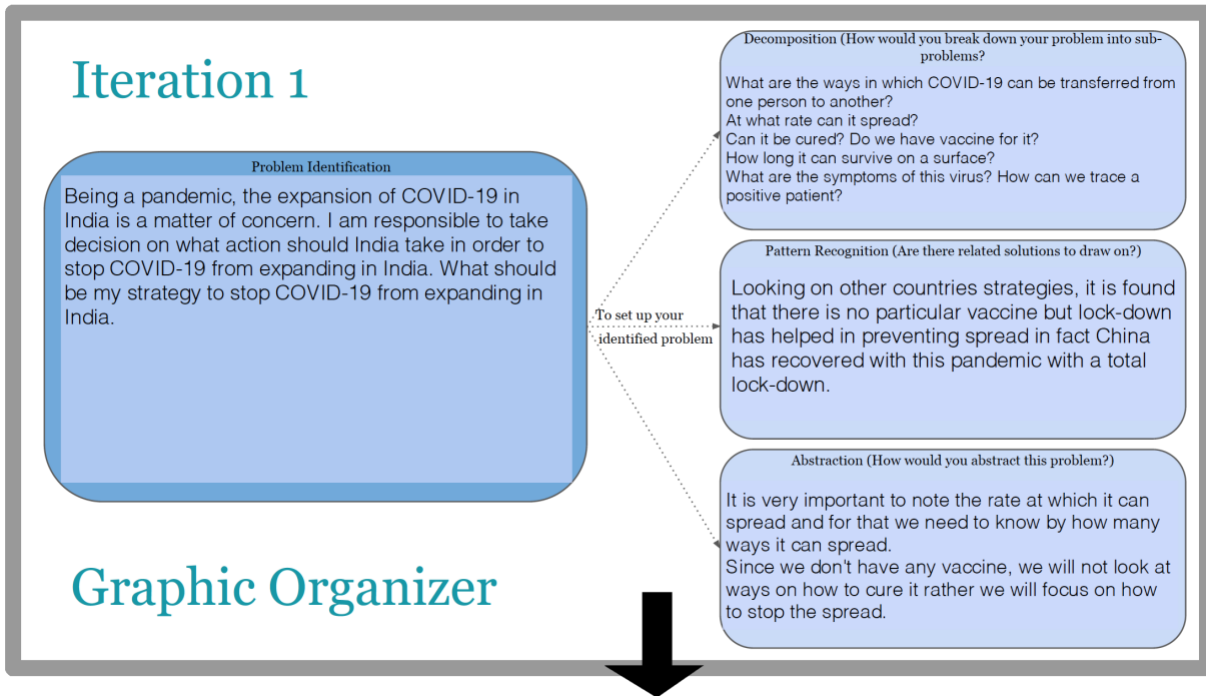 Iteration 1
Problem Identification
Being a pandemic, the expansion of COVID-19 in
India is a matter of concern. I am responsible to take
decision on what action should India take in order to
stop COVID-19 from expanding in India. What should
be my strategy to stop COVID-19 from expanding in
India.
Graphic Organizer
To set up your
identified problem
Decomposition (How would you break down your problem into sub-
problems?
What are the ways in which COVID-19 can be transferred from
one person to another?
At what rate can it spread?
Can it be cured? Do we have vaccine for it?
How long it can survive on a surface?
What are the symptoms of this virus? How can we trace a
positive patient?
Pattern Recognition (Are there related solutions to draw on?)
Looking on other countries strategies, it is found
that there is no particular vaccine but lock-down
has helped in preventing spread in fact China
has recovered with this pandemic with a total
lock-down.
Abstraction (How would you abstract this problem?)
It is very important to note the rate at which it can
spread and for that we need to know by how many
ways it can spread.
Since we don't have any vaccine, we will not look at
ways on how to cure it rather we will focus on how
to stop the spread.